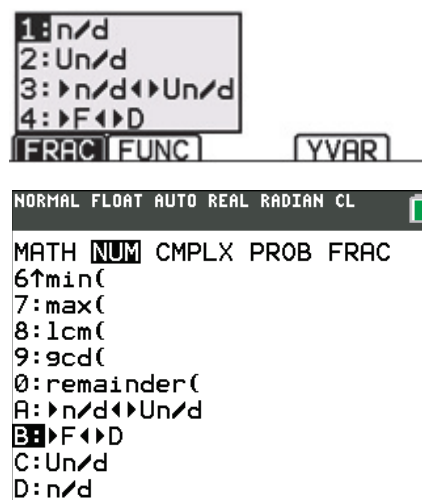 1:n/d
2:Un/d
3:▶n/d◀▶Un/d
4:▶F◀▶D
FRAC FUNC YVAR
NORMAL FLOAT AUTO REAL RADIAN CL
MATH NUM CMPLX PROB FRAC
6↑min(
7:max(
8:lcm(
9:gcd(
0:remainder(
A:▶n/d◀▶Un/d
B:▶F◀▶D
C:Un/d
D:n/d